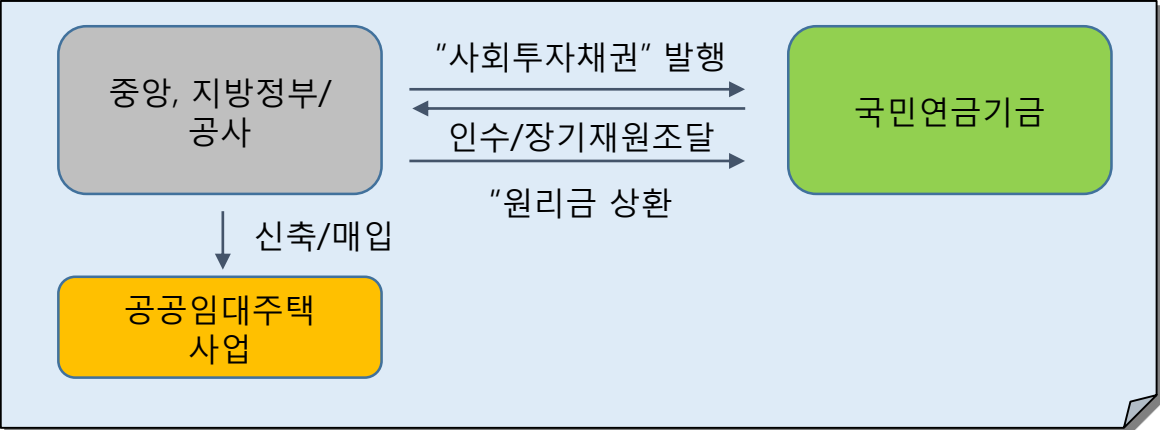 중앙, 지방정부/
공사
"사회투자채권" 발행
인수/장기재원조달
"원리금 상환
국민연금기금
신축/매입
공공임대주택
사업